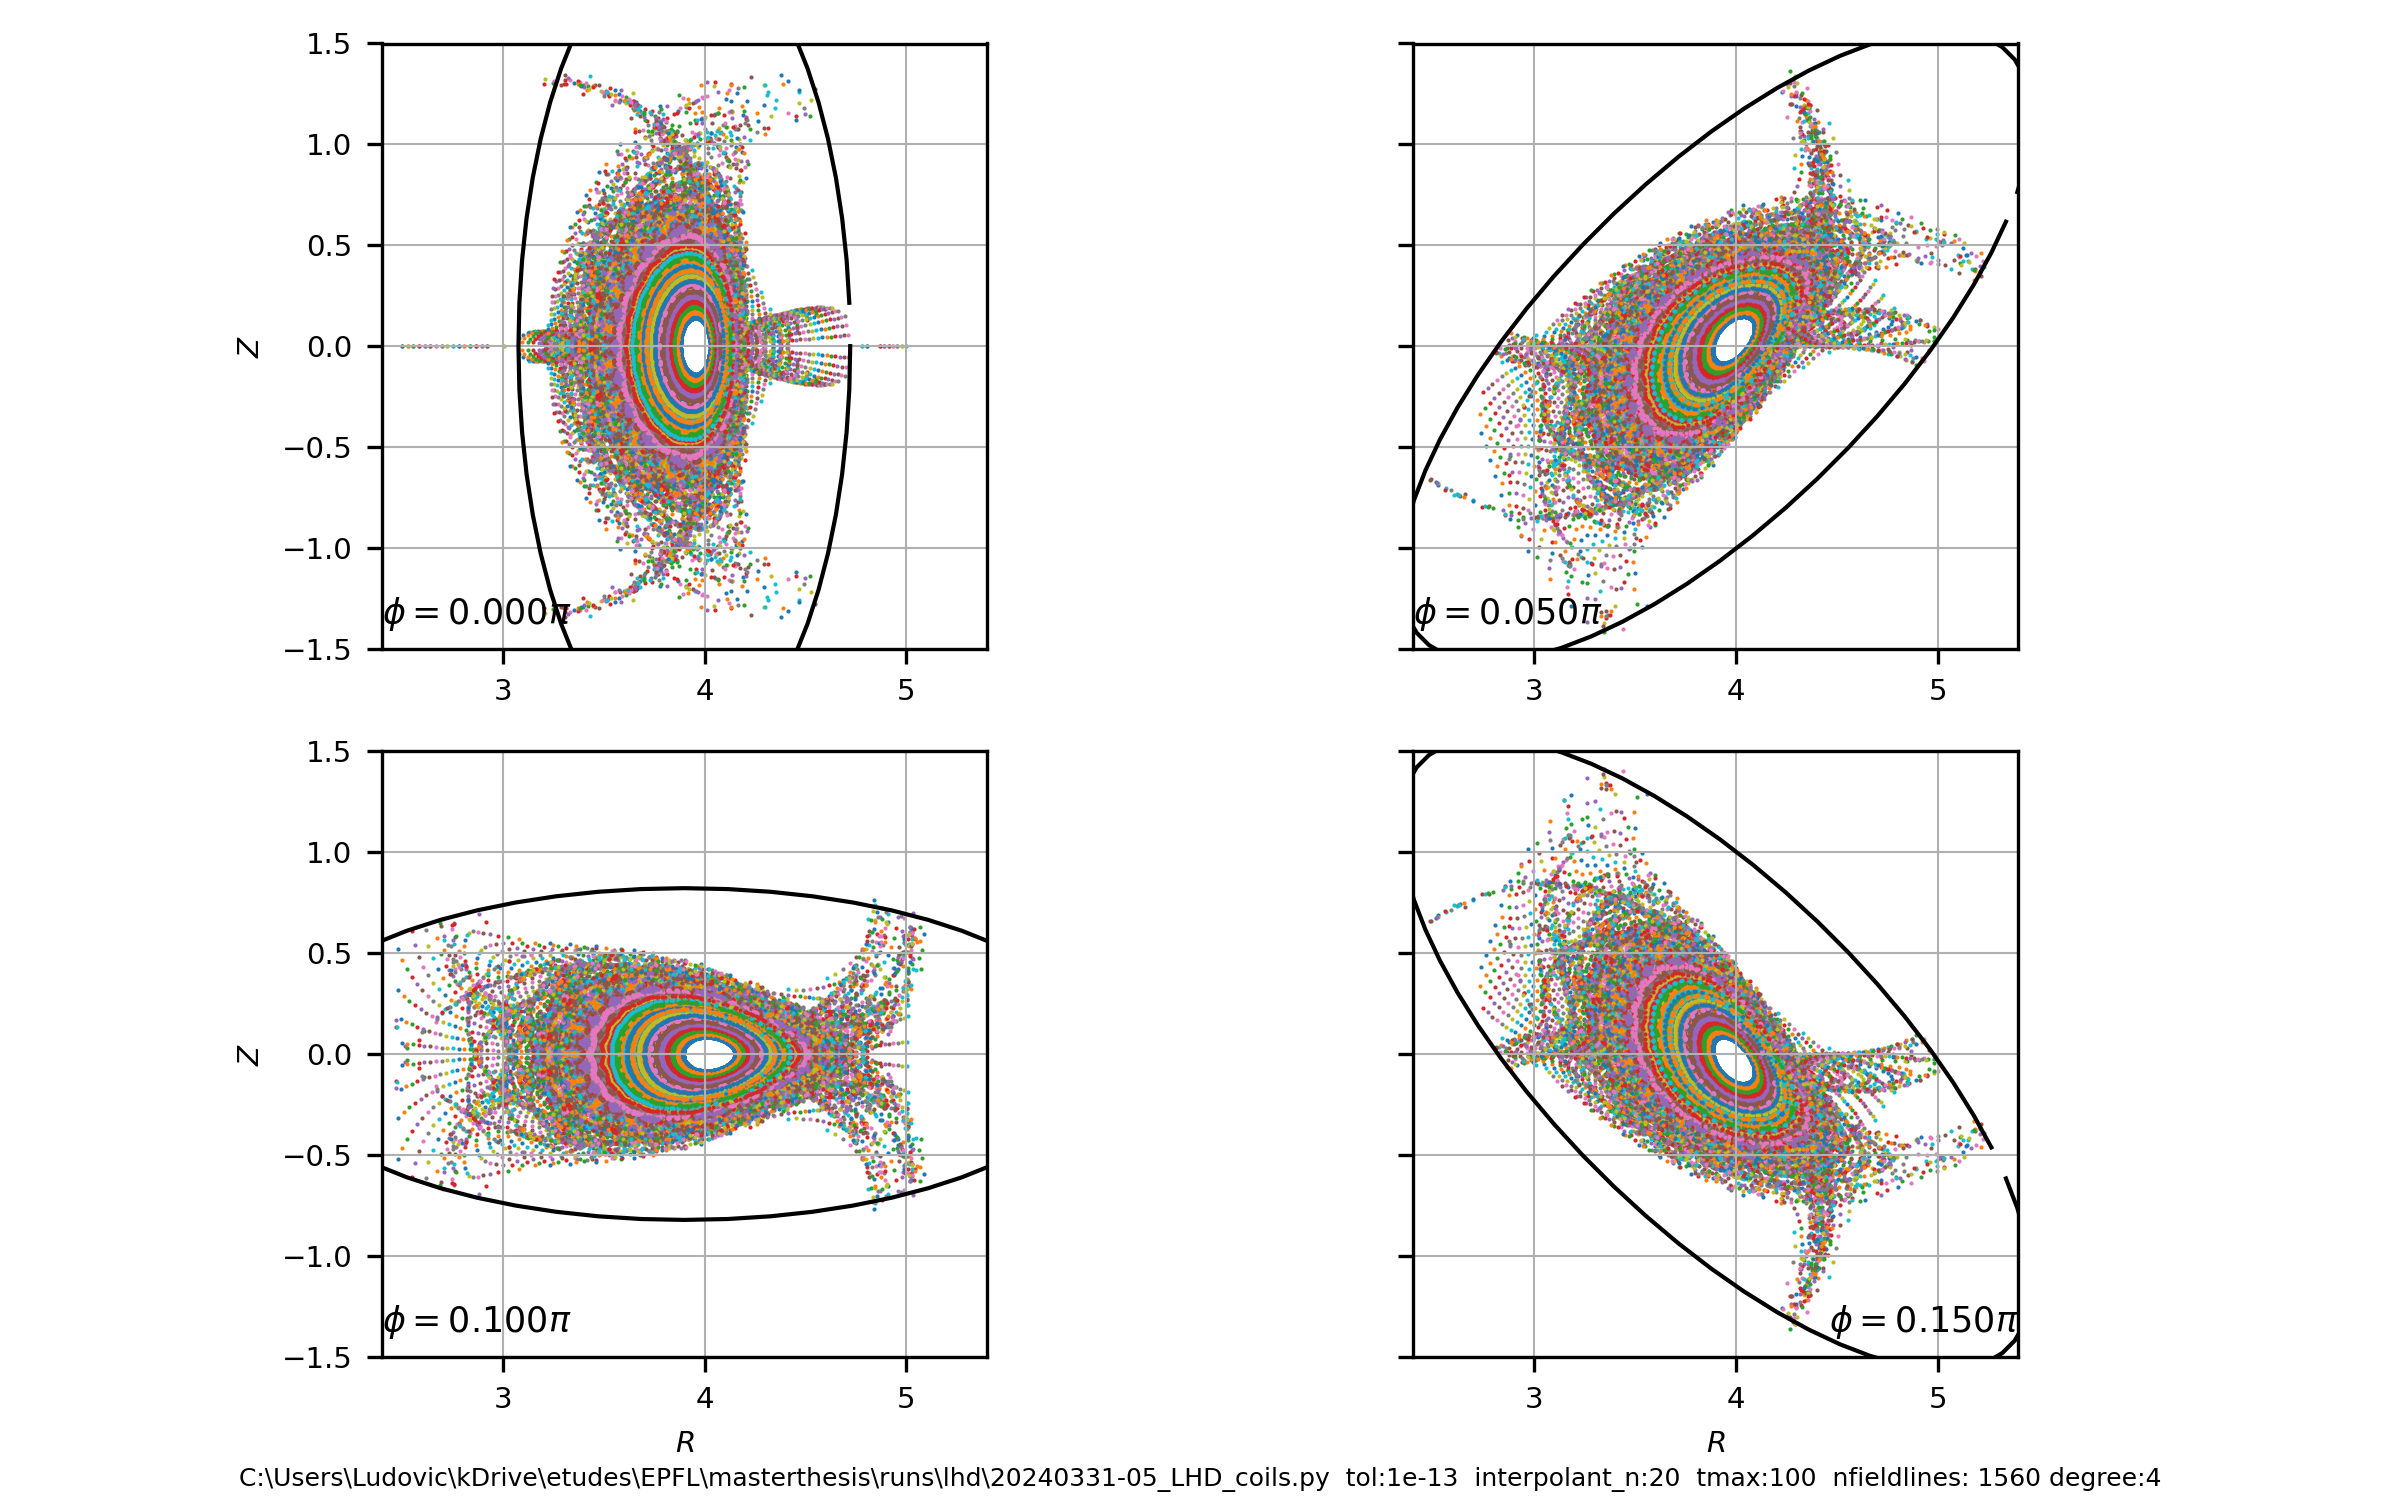 1.5
1.0
0.5
0.0
−0.5
−1.0
−1.5
Z
ϕ = 0.000π
3 4 5
ϕ = 0.050π
3 4 5
1.5
1.0
0.5
0.0
−0.5
−1.0
−1.5
Z
ϕ = 0.100π
3 4 5
R
ϕ = 0.150π
3 4 5
R
C:\Users\Ludovic\kDrive\etudes\EPFL\masterthesis\runs\lhd\20240331-05_LHD_coils.py tol:1e-13 interpolant_n:20 tmax:100 nfieldlines: 1560 degree:4